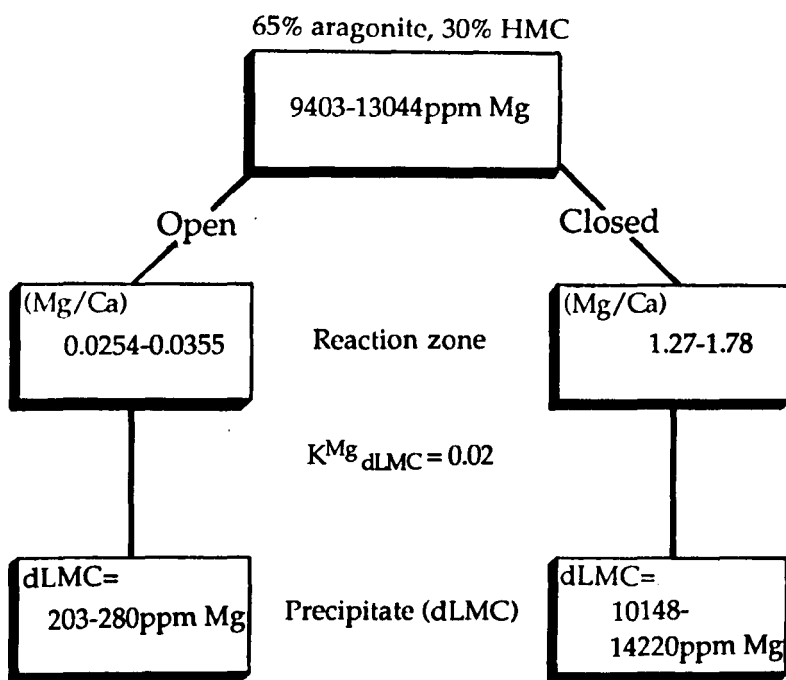 65% aragonite, 30% HMC
9403-13044ppm Mg
Open
Closed
(Mg/Ca)
0.0254-0.0355
Reaction zone
(Mg/Ca)
1.27-1.78
K^Mg dLMC = 0.02
dLMC=
203-280ppm Mg
Precipitate (dLMC)
dLMC=
10148-
14220ppm Mg